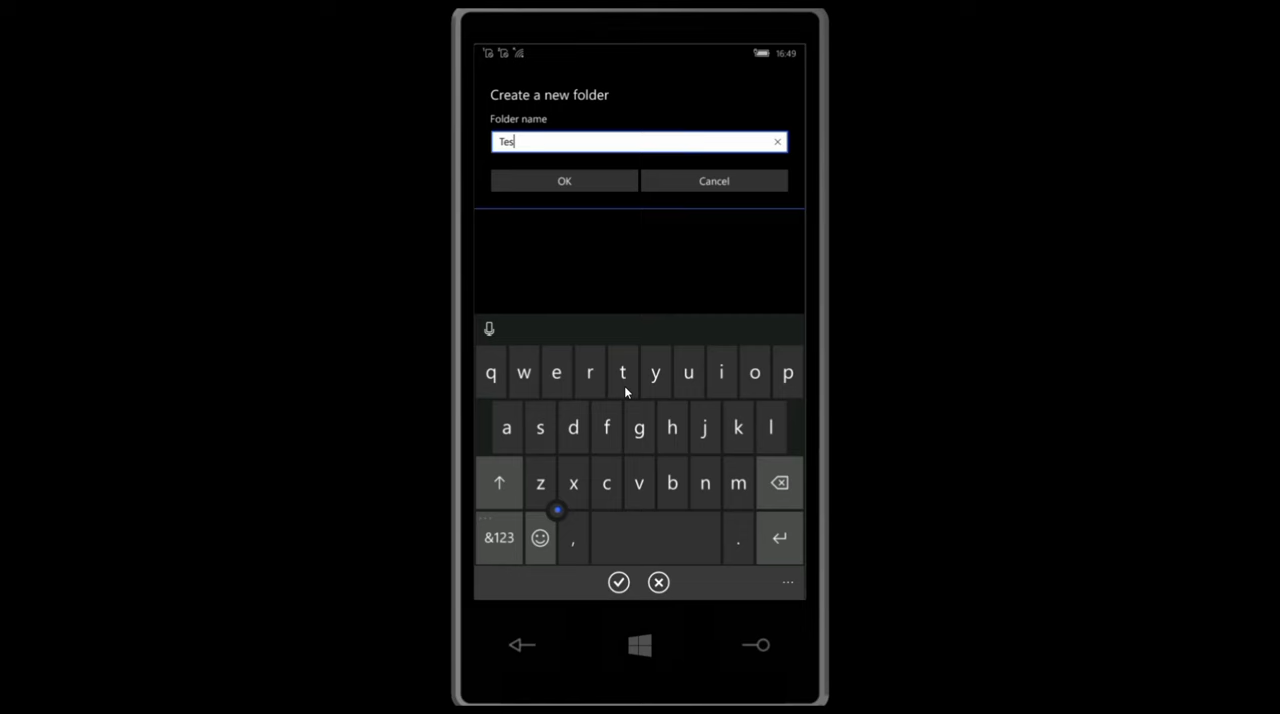 16:49
Create a new folder
Folder name
Tes
OK Cancel
q w e r t y u i o p
a s d f g h j k l
z x c v b n m
&123 , .